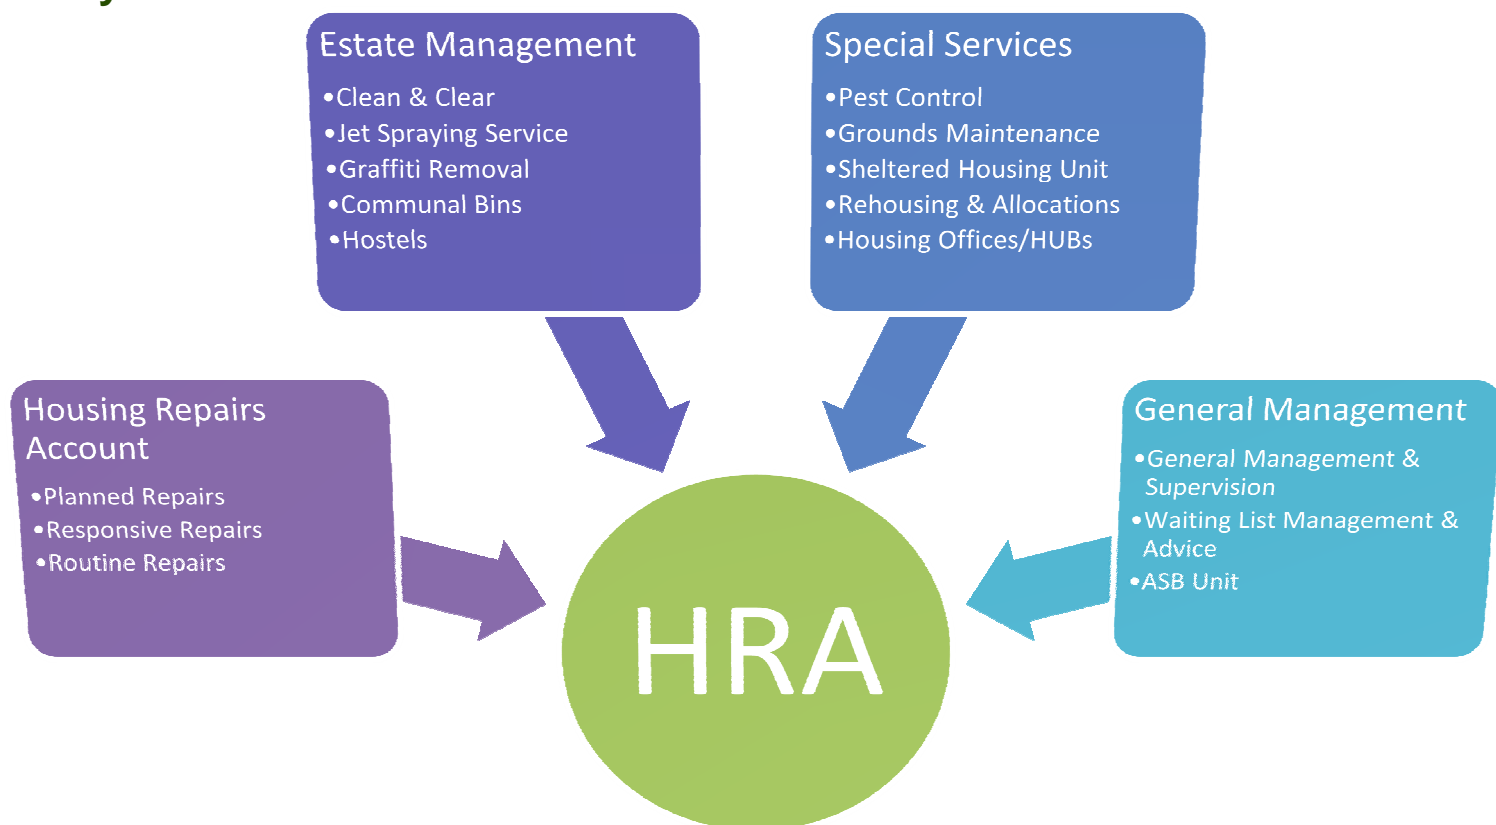 Estate Management
•Clean & Clear
•Jet Spraying Service
•Graffiti Removal
•Communal Bins
•Hostels
Special Services
•Pest Control
•Grounds Maintenance
•Sheltered Housing Unit
•Rehousing & Allocations
•Housing Offices/HUBs
Housing Repairs
Account
•Planned Repairs
•Responsive Repairs
•Routine Repairs
General Management
•General Management &
Supervision
•Waiting List Management &
Advice
•ASB Unit
HRA